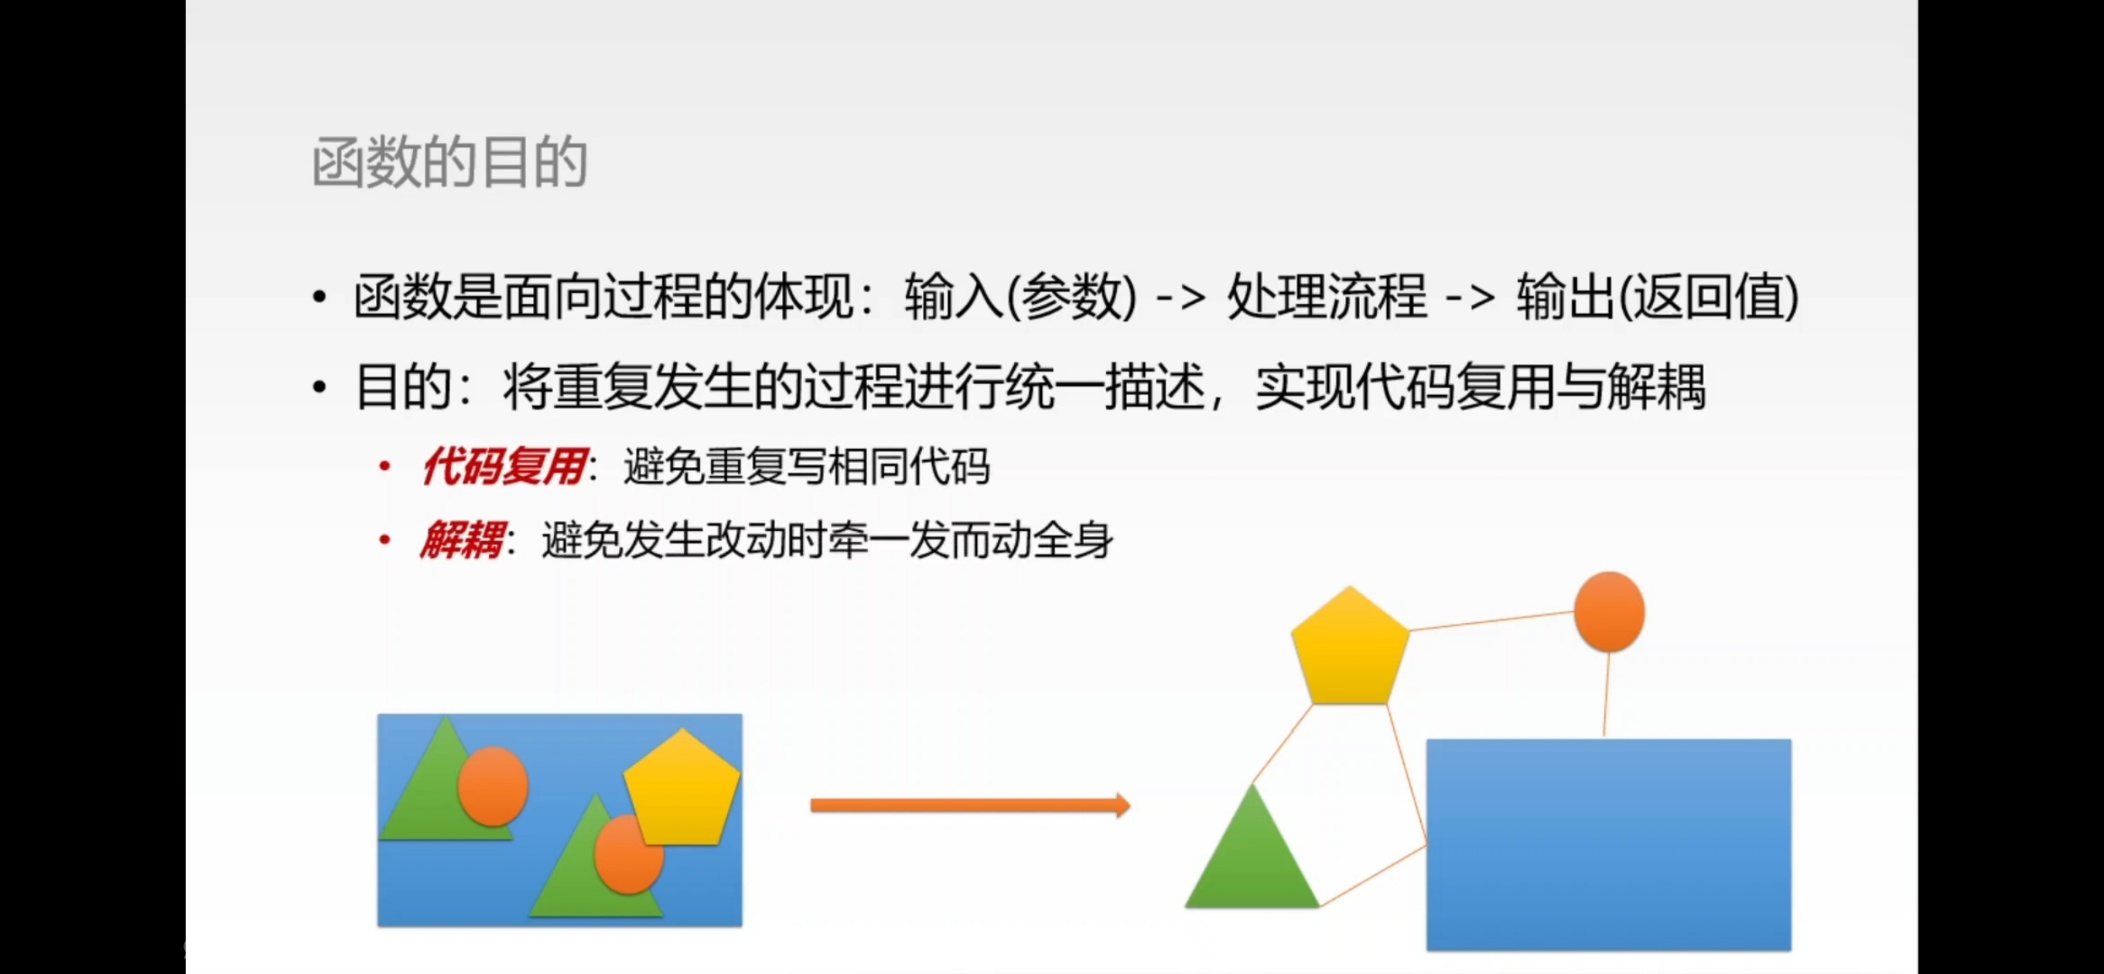 函数的目的
• 函数是面向过程的体现：输入(参数) -> 处理流程 -> 输出(返回值)
• 目的：将重复发生的过程进行统一描述，实现代码复用与解耦
• 代码复用：避免重复写相同代码
• 解耦：避免发生改动时牵一发而动全身